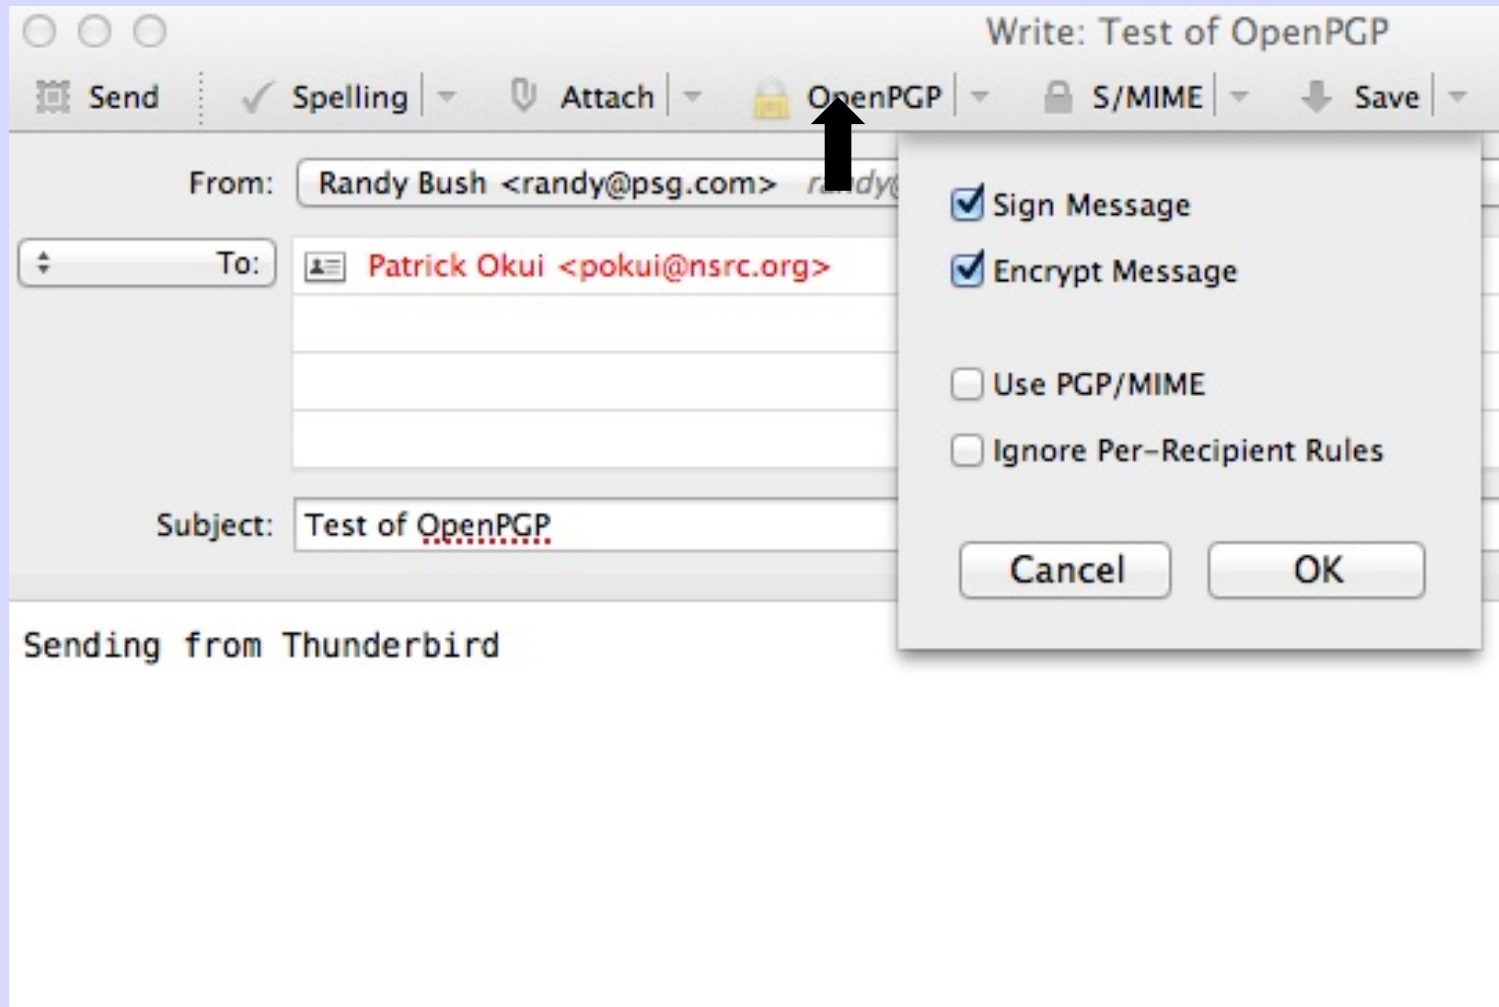 Write: Test of OpenPGP
Send Spelling Attach OpenPGP S/MIME Save
From: Randy Bush <randy@psg.com>
To: Patrick Okui <pokui@nsrc.org>
Subject: Test of OpenPGP
Sign Message
Encrypt Message
Use PGP/MIME
Ignore Per-Recipient Rules
Cancel OK
Sending from Thunderbird